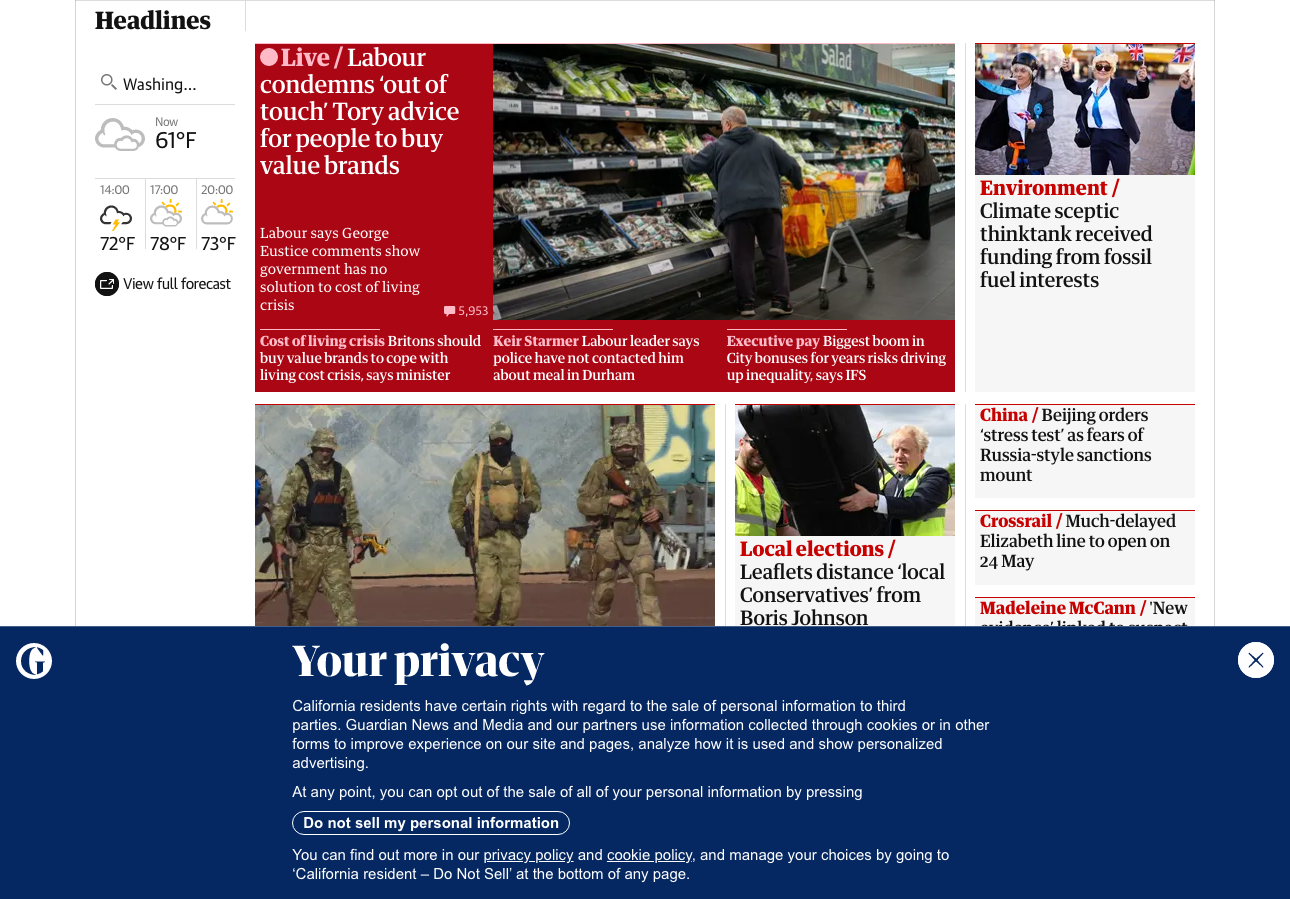 Headlines
Washing...
Now
61°F
14:00
17:00
20:00
72°F
78°F
73°F
View full forecast
Live / Labour
condemns ‘out of
touch’ Tory advice
for people to buy
value brands
Labour says George
Eustice comments show
government has no
solution to cost of living
crisis
5,953
Salad
Cost of living crisis Britons should
buy value brands to cope with
living cost crisis, says minister
Keir Starmer Labour leader says
police have not contacted him
about meal in Durham
Executive pay Biggest boom in
City bonuses for years risks driving
up inequality, says IFS
Environment /
Climate sceptic
thinktank received
funding from fossil
fuel interests
Local elections /
Leaflets distance ‘local
Conservatives’ from
Boris Johnson
China / Beijing orders
‘stress test’ as fears of
Russia-style sanctions
mount
Crossrail / Much-delayed
Elizabeth line to open on
24 May
Madeleine McCann / 'New
evidence' linked to suspect
Your privacy
California residents have certain rights with regard to the sale of personal information to third
parties. Guardian News and Media and our partners use information collected through cookies or in other
forms to improve experience on our site and pages, analyze how it is used and show personalized
advertising.
At any point, you can opt out of the sale of all of your personal information by pressing
Do not sell my personal information
You can find out more in our privacy policy and cookie policy, and manage your choices by going to
‘California resident – Do Not Sell’ at the bottom of any page.